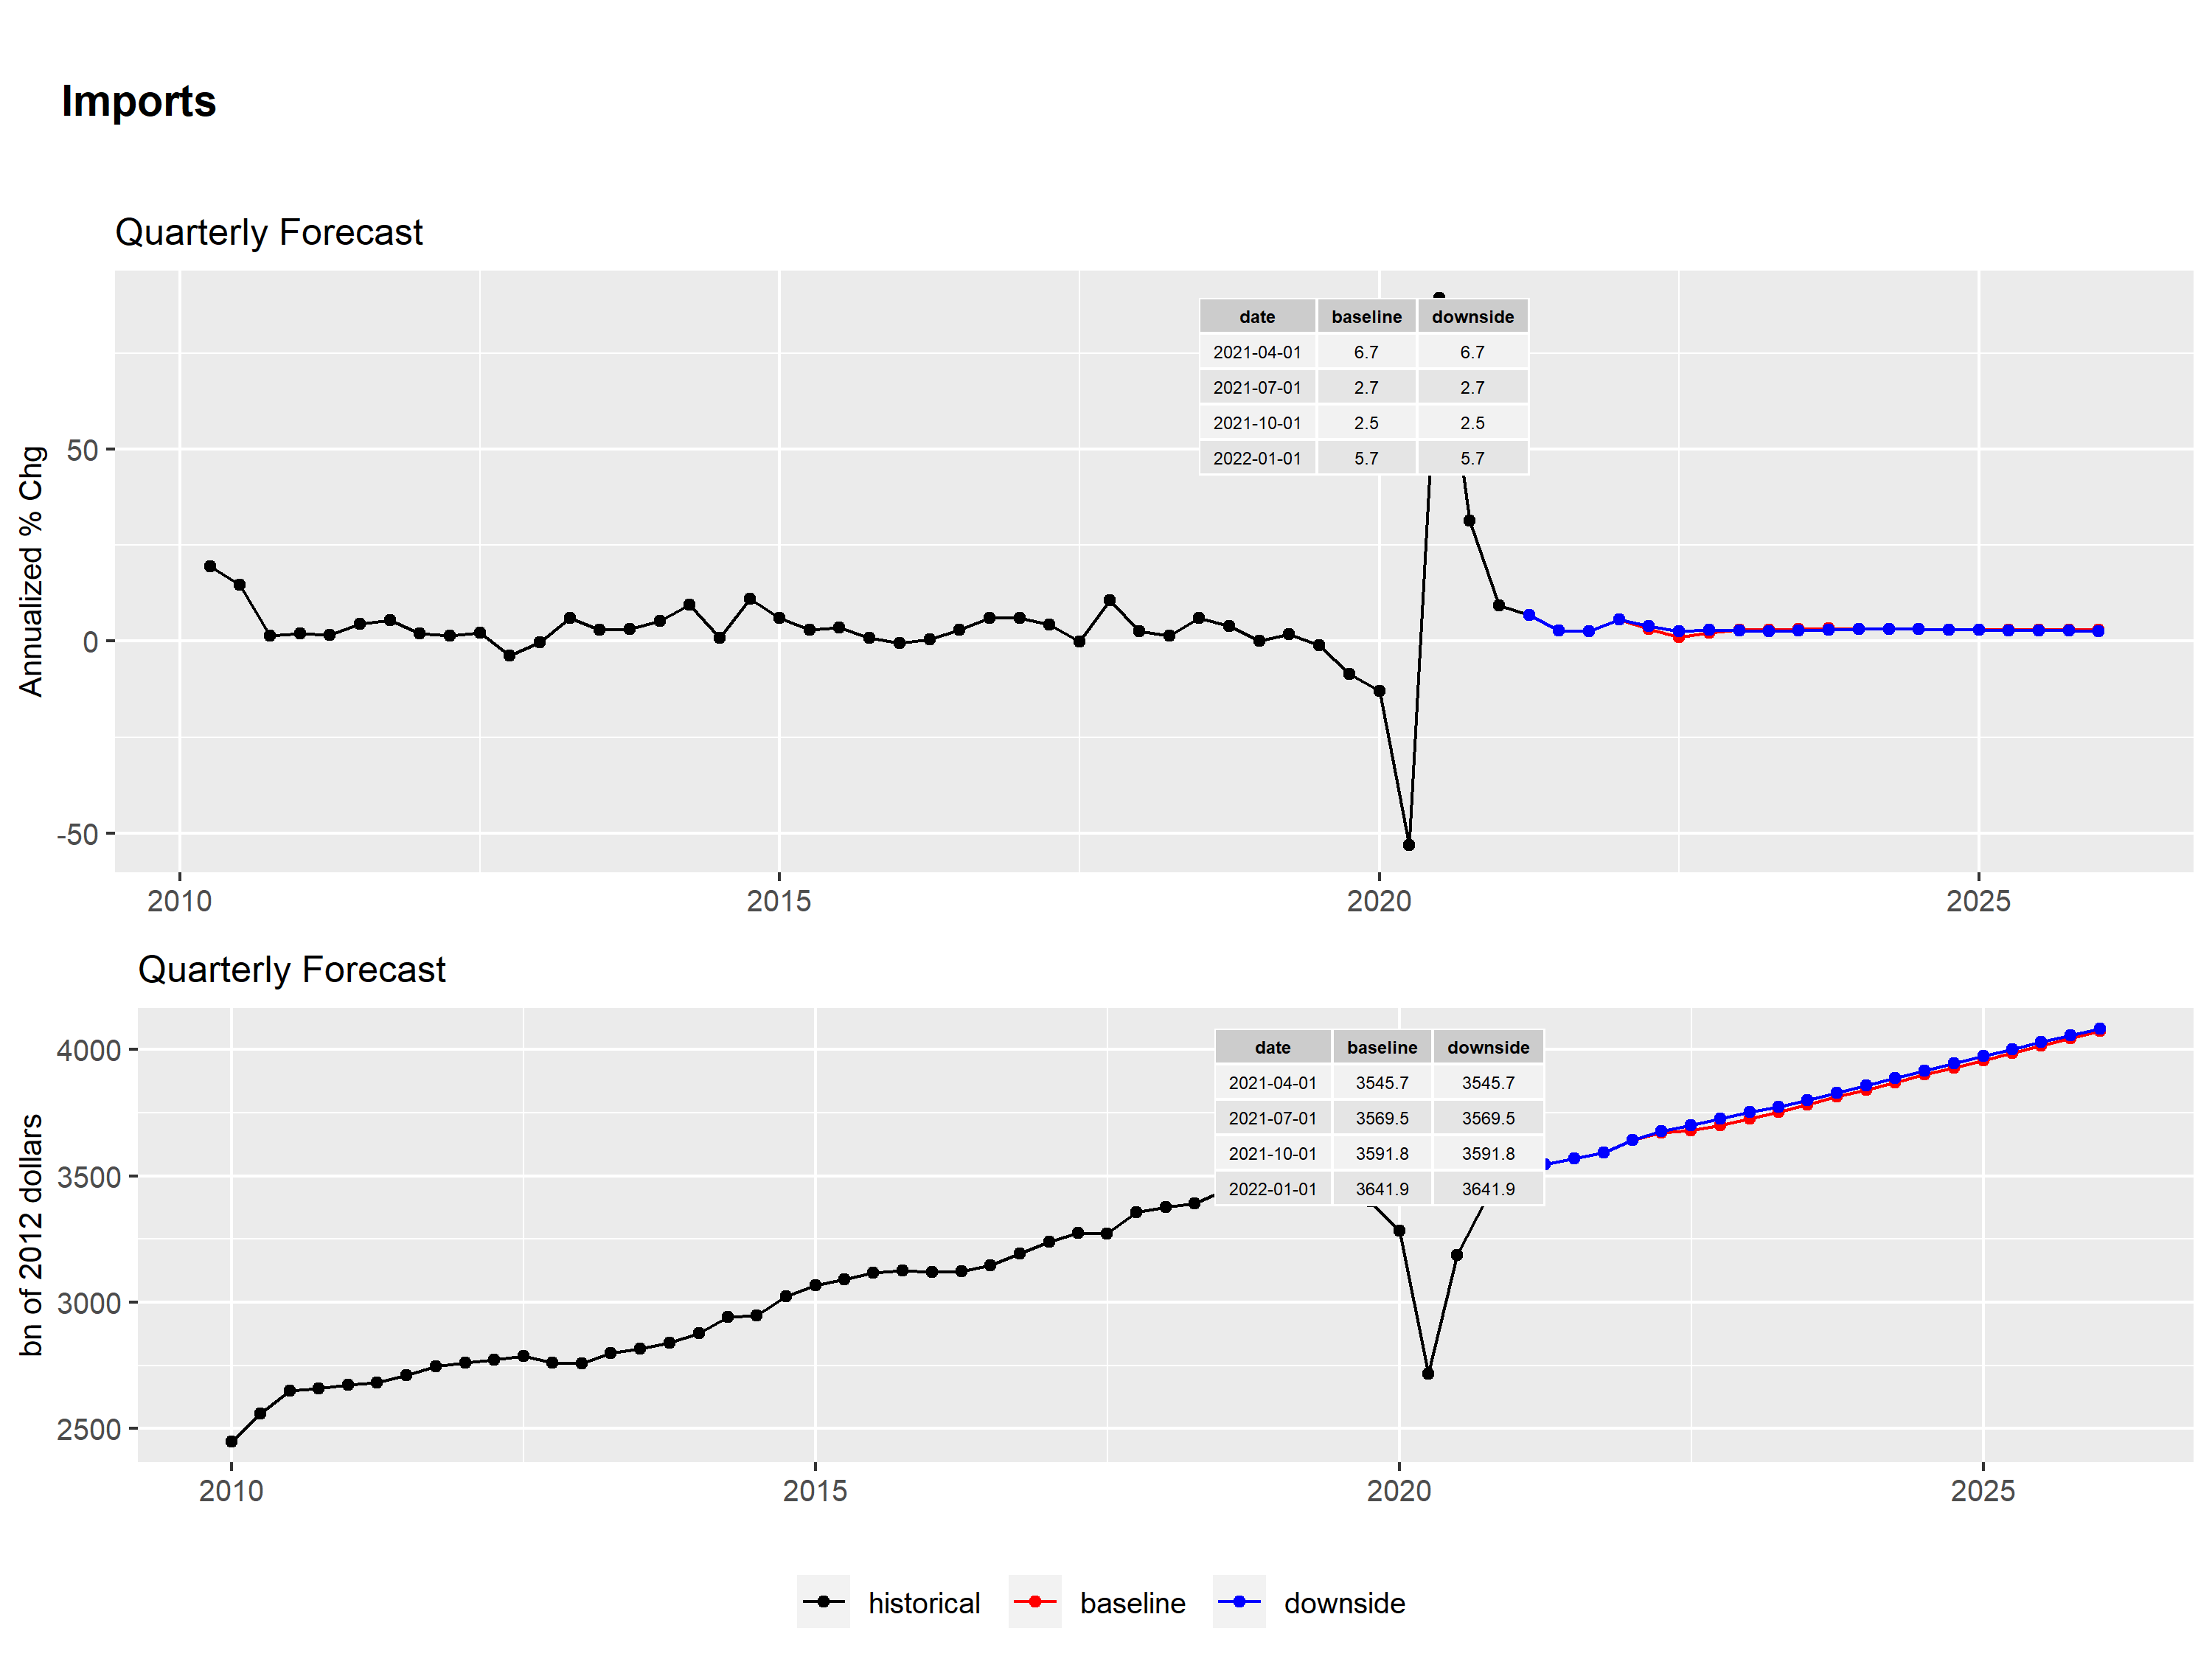 Imports
Quarterly Forecast
Annualized % Chg
50
0
-50
date baseline downside
2021-04-01 6.7 6.7
2021-07-01 2.7 2.7
2021-10-01 2.5 2.5
2022-01-01 5.7 5.7
2010 2015 2020 2025
Quarterly Forecast
bn of 2012 dollars
4000
3500
3000
2500
date baseline downside
2021-04-01 3545.7 3545.7
2021-07-01 3569.5 3569.5
2021-10-01 3591.8 3591.8
2022-01-01 3641.9 3641.9
2010 2015 2020 2025
historical baseline downside